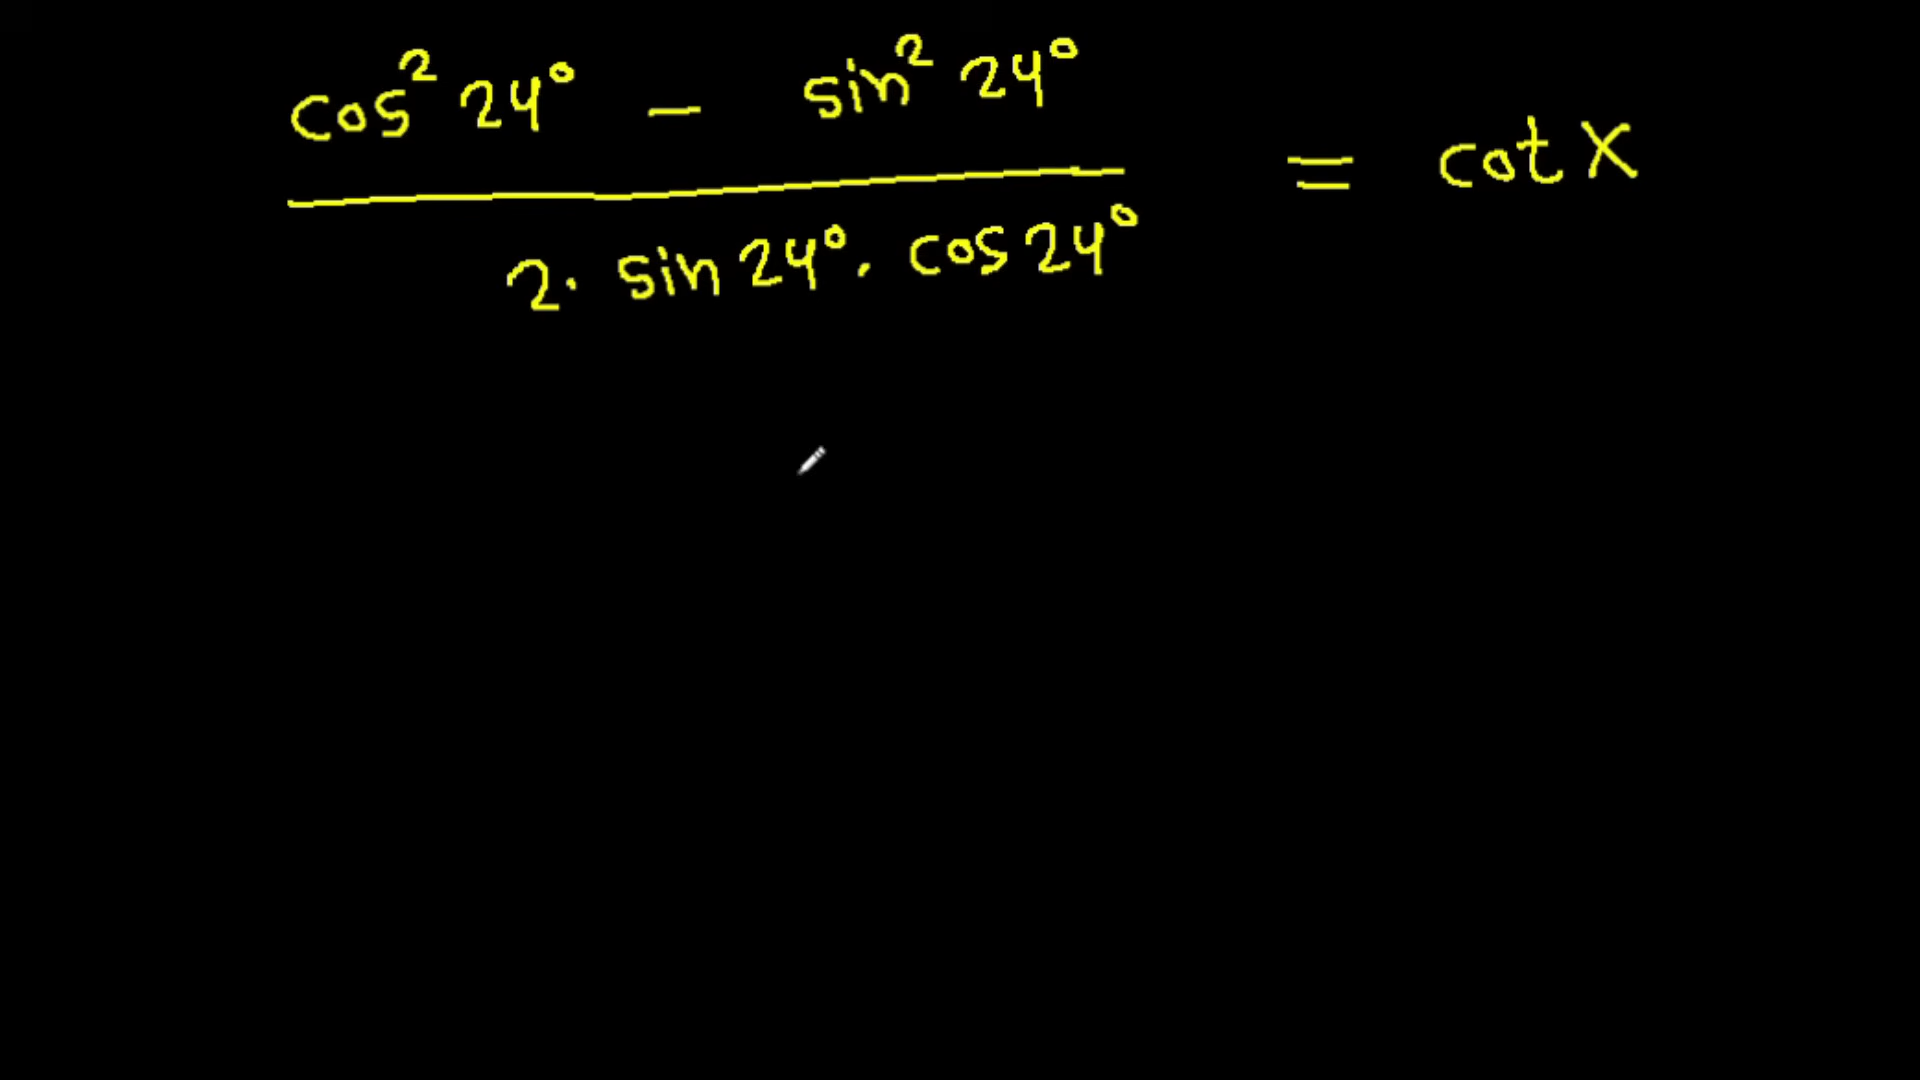 cos² 24° − sin² 24°
= cot x
2. sin 24° . cos 24°